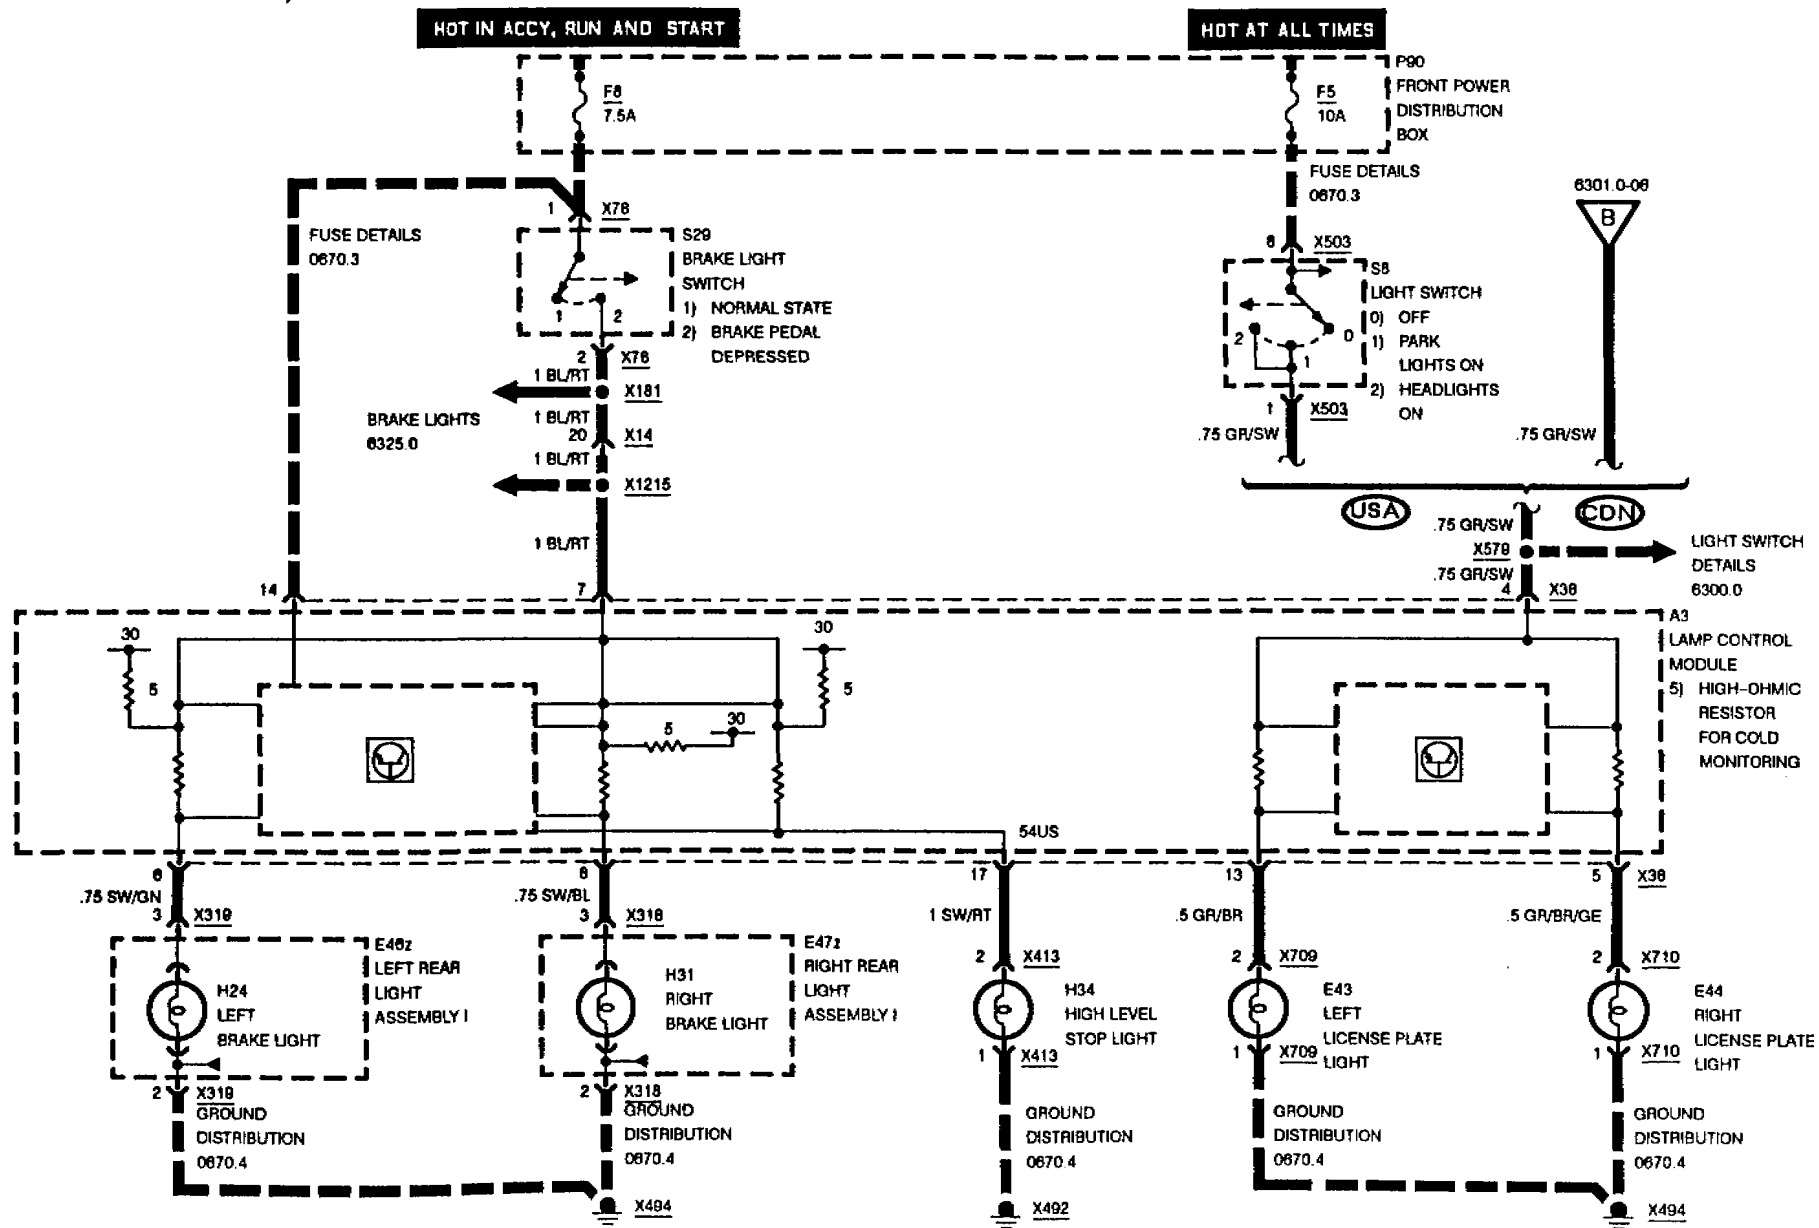 HOT IN ACCY, RUN AND START
HOT AT ALL TIMES
P90
FRONT POWER
DISTRIBUTION
BOX
F6
7.5A
F5
10A
FUSE DETAILS
0670.3
6301.0-06
B
1
X76
FUSE DETAILS
0670.3
S29
BRAKE LIGHT
SWITCH
1) NORMAL STATE
2) BRAKE PEDAL
DEPRESSED
1
2
6
X503
S8
LIGHT SWITCH
0) OFF
1) PARK
LIGHTS ON
2) HEADLIGHTS
ON
2
0
1
2
X76
1 BL/RT
X181
BRAKE LIGHTS
6325.0
1 BL/RT
20
X14
1 BL/RT
X1215
1 BL/RT
1
X503
.75 GR/SW
.75 GR/SW
USA
CDN
.75 GR/SW
X579
.75 GR/SW
LIGHT SWITCH
DETAILS
6300.0
14
7
4
X36
A3
LAMP CONTROL
MODULE
5) HIGH-OHMIC
RESISTOR
FOR COLD
MONITORING
30
5
30
5
5
30
54US
6
8
17
13
5
X36
.75 SW/GN
.75 SW/BL
1 SW/RT
.5 GR/BR
.5 GR/BR/GE
3
X319
3
X318
2
X413
2
X709
2
X710
E46z
LEFT REAR
LIGHT
ASSEMBLY I
H24
LEFT
BRAKE LIGHT
E47z
RIGHT REAR
LIGHT
ASSEMBLY I
H31
RIGHT
BRAKE LIGHT
H34
HIGH LEVEL
STOP LIGHT
E43
LEFT
LICENSE PLATE
LIGHT
E44
RIGHT
LICENSE PLATE
LIGHT
1
X413
1
X709
1
X710
2
X319
GROUND
DISTRIBUTION
0670.4
2
X318
GROUND
DISTRIBUTION
0670.4
GROUND
DISTRIBUTION
0670.4
GROUND
DISTRIBUTION
0670.4
GROUND
DISTRIBUTION
0670.4
X494
X492
X494